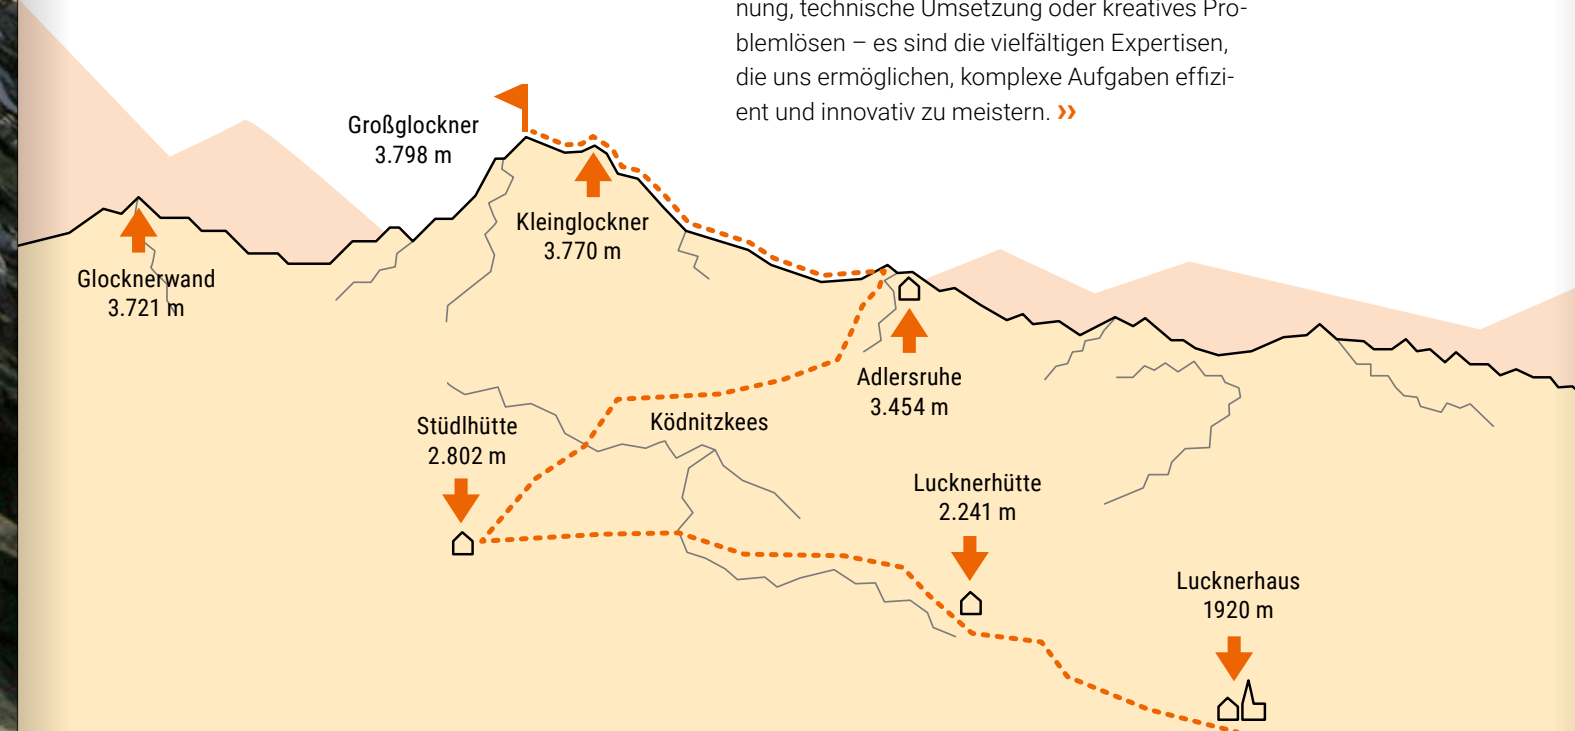 nung, technische Umsetzung oder kreatives Pro-
blemlösen – es sind die vielfältigen Expertisen,
die uns ermöglichen, komplexe Aufgaben effizi-
ent und innovativ zu meistern. ››
Großglockner
3.798 m
Kleinglockner
3.770 m
Glocknerwand
3.721 m
Adlersruhe
3.454 m
Stüdlhütte
2.802 m
Ködnitzkees
Lucknerhütte
2.241 m
Lucknerhaus
1920 m